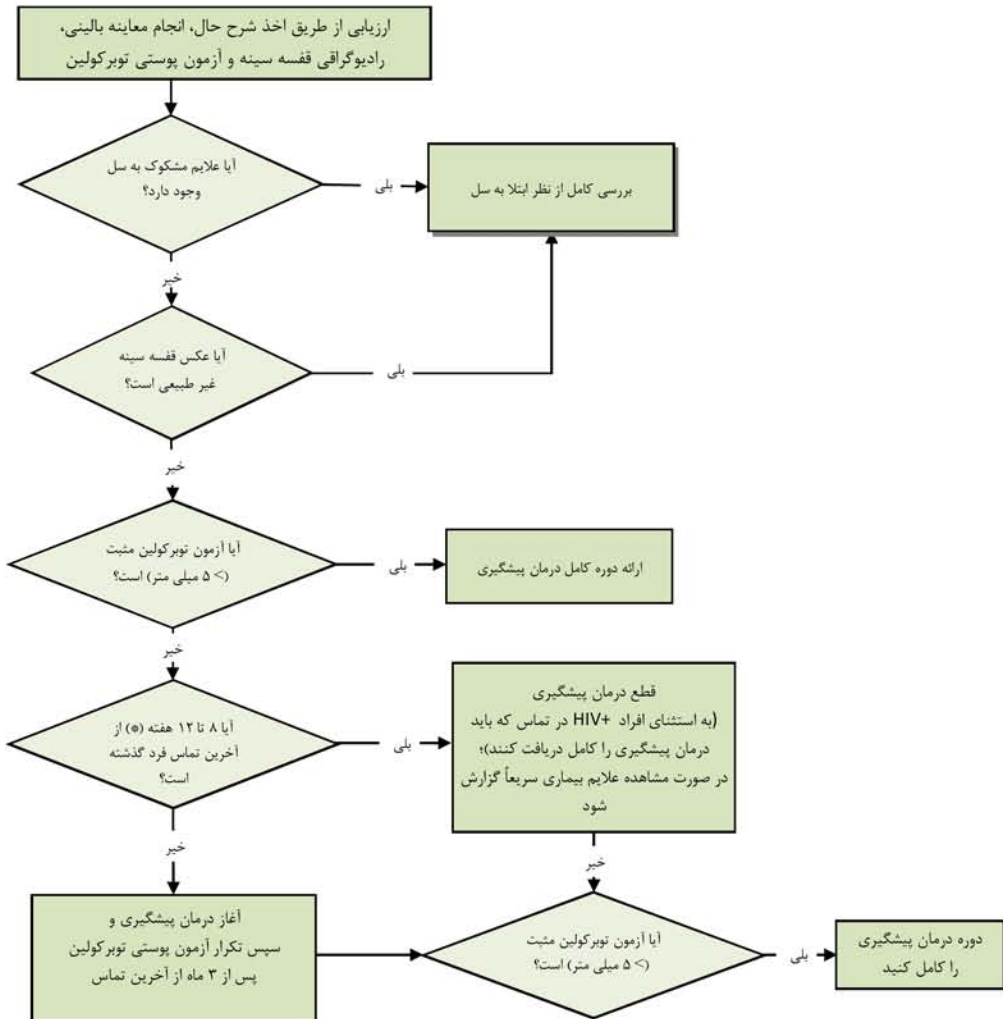 ارزیابی از طریق اخذ شرح حال، انجام معاینه بالینی،
رادیوگراقی قفسه سینه و آزمون پوستی توبرکولین
آیا علایم مشکوک به سل
وجود دارد؟
بلی
بررسی کامل از نظر ابتلا به سل
خیر
آیا عکس قفسه سینه
غیر طبیعی است؟
بلی
خیر
آیا آزمون توبرکولین مثبت
(> ۵ میلی متر) است؟
بلی
ارائه دوره کامل درمان پیشگیری
خیر
آیا ۸ تا ۱۲ هفته (*) از
آخرین تماس فرد گذشته
است؟
بلی
قطع درمان پیشگیری
(به استثنای افراد HIV+ در تماس که باید
درمان پیشگیری را کامل دریافت کنند)؛
در صورت مشاهده علایم بیماری سریعاً گزارش
شود
خیر
خیر
آغاز درمان پیشگیری و
سپس تکرار آزمون پوستی توبرکولین
پس از ۳ ماه از آخرین تماس
آیا آزمون توبرکولین مثبت
(> ۵ میلی متر) است؟
بلی
دوره درمان پیشگیری
را کامل کنید